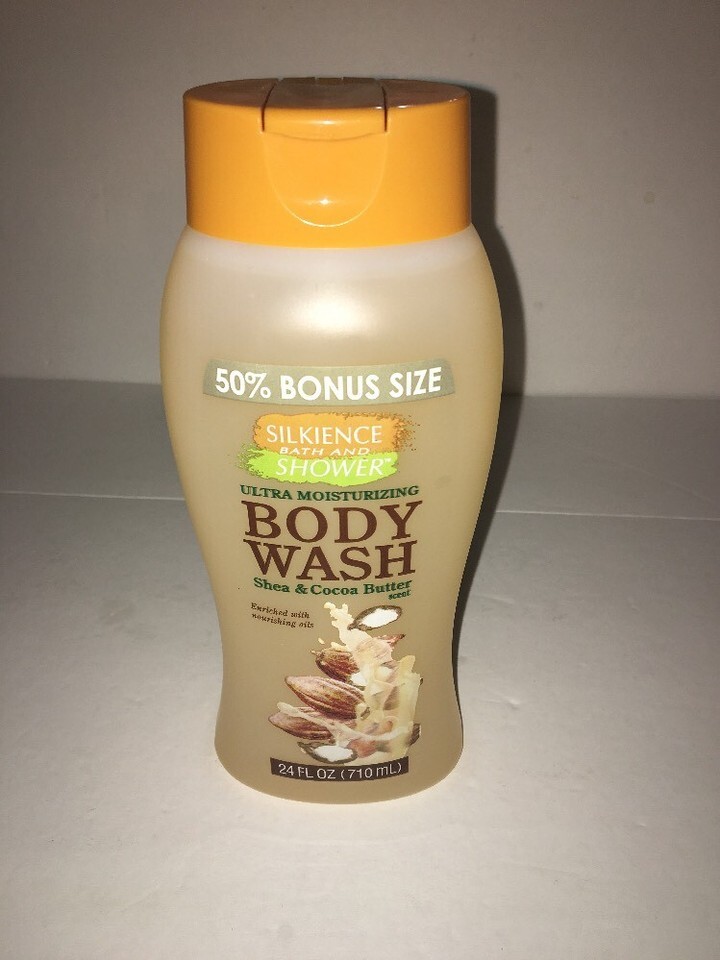 50% BONUS SIZE
SILKIENCE
BATH AND
SHOWER™
ULTRA MOISTURIZING
BODY
WASH
Shea & Cocoa Butter
scent
Enriched with
nourishing oils
24 FL OZ (710 mL)